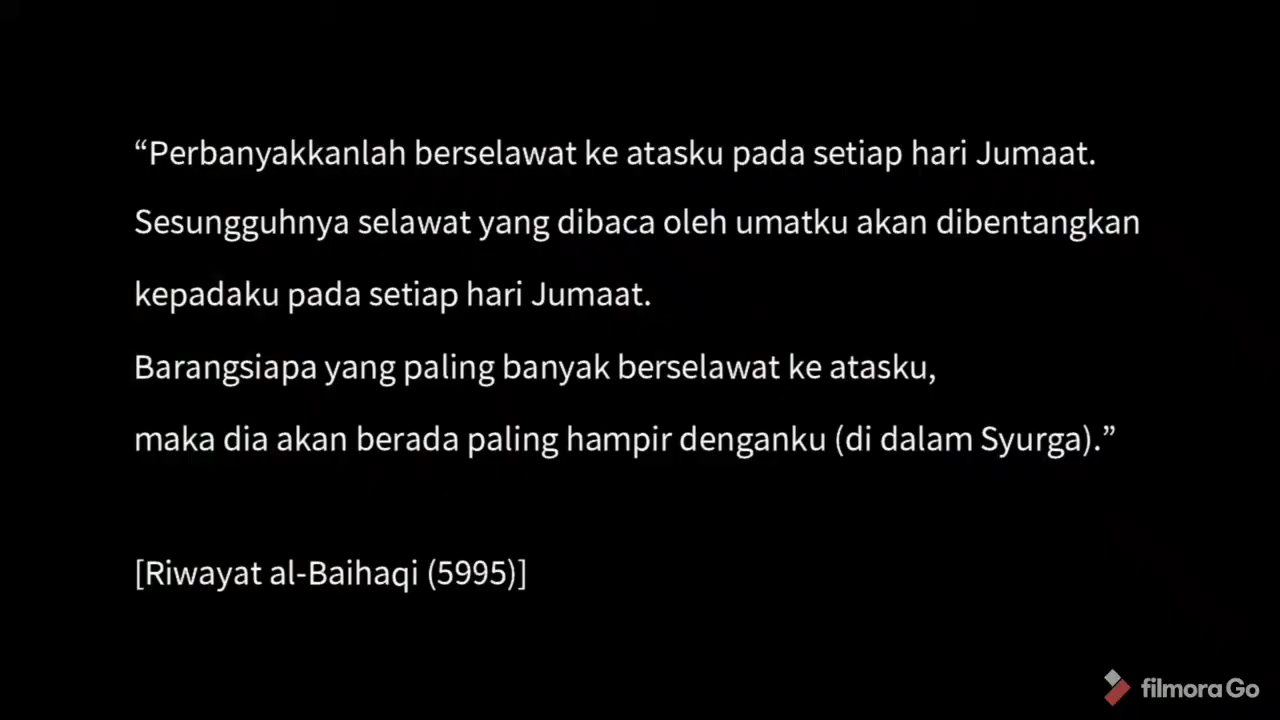 “Perbanyakkanlah berselawat ke atasku pada setiap hari Jumaat.
Sesungguhnya selawat yang dibaca oleh umatku akan dibentangkan
kepadaku pada setiap hari Jumaat.
Barangsiapa yang paling banyak berselawat ke atasku,
maka dia akan berada paling hampir denganku (di dalam Syurga).”
[Riwayat al-Baihaqi (5995)]
filmoraGo